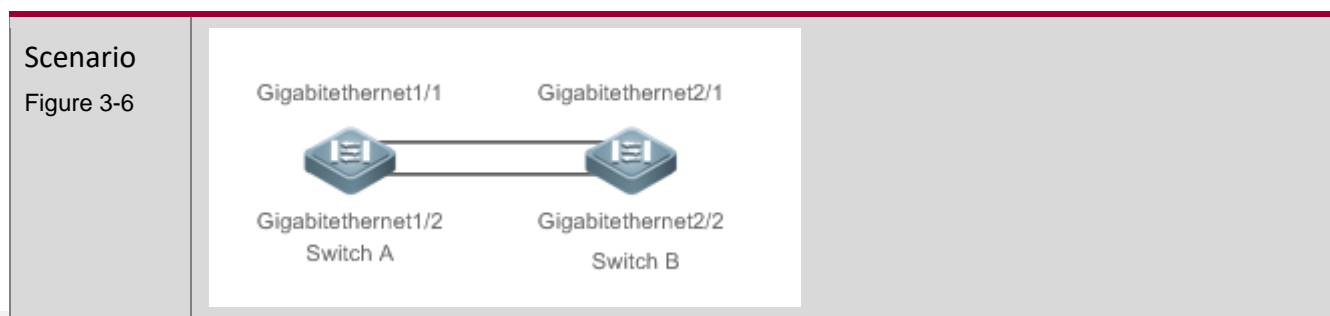 Scenario
Figure 3-6
Gigabitethernet1/1 Gigabitethernet2/1
Gigabitethernet1/2 Gigabitethernet2/2
Switch A Switch B